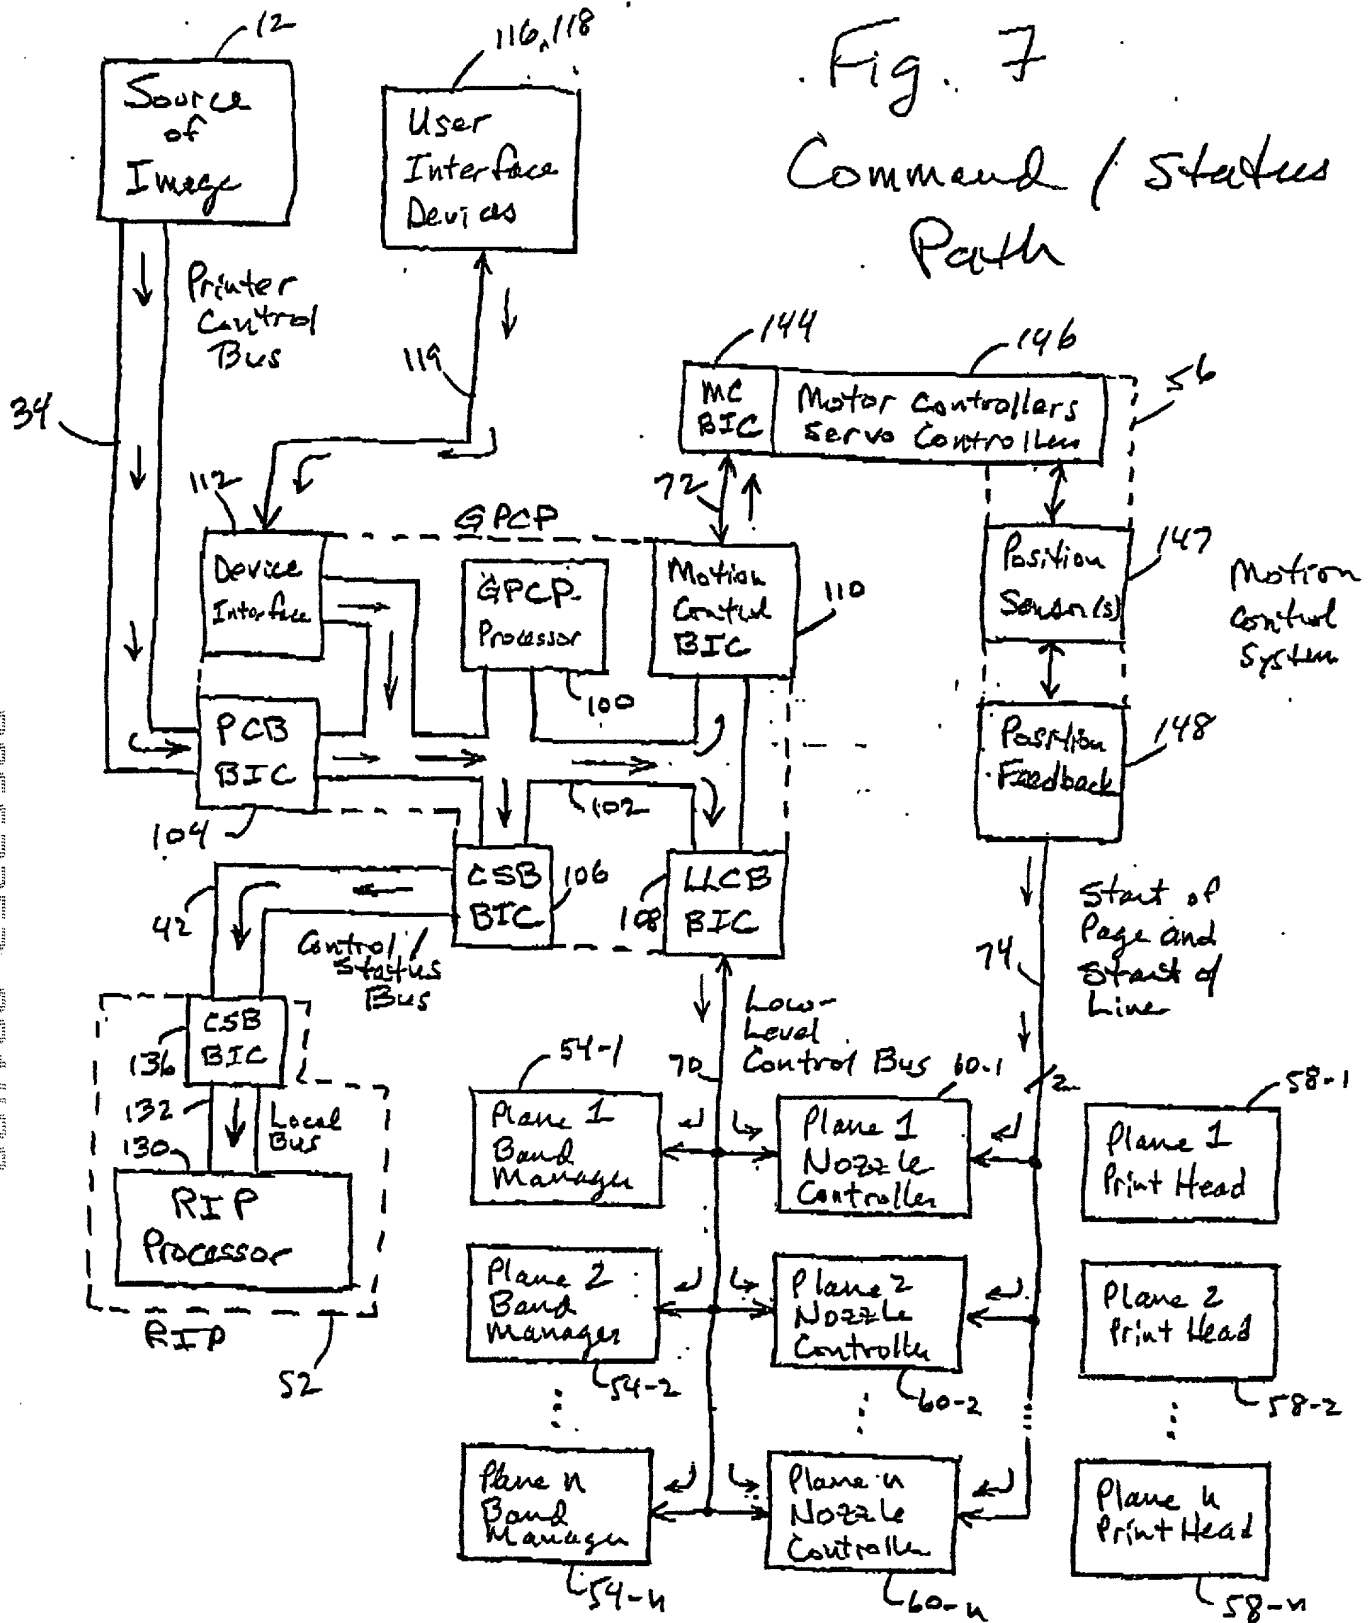 Fig. 7
Command / Status
Path
12
Source
of
Image
116, 118
User
Interface
Devices
Printer
Control
Bus
34
119
144
146
56
MC
BIC
Motor Controllers
Servo Controllers
72
112
GPCP
Device
Interface
GPCP
Processor
100
Motion
Control
BIC
110
Position
Sensor(s)
147
Motion
Control
System
PCB
BIC
104
102
Position
Feedback
148
CSB
BIC
106
LLCB
BIC
108
42
Control/
Status
Bus
74
Start of
Page and
Start of
Line
CSB
BIC
136
132
Local
Bus
130
RIP
Processor
RIP
52
Low-
Level
Control Bus
70
2
54-1
Plane 1
Band
Manager
60-1
Plane 1
Nozzle
Controller
58-1
Plane 1
Print Head
Plane 2
Band
Manager
54-2
Plane 2
Nozzle
Controller
60-2
Plane 2
Print Head
58-2
Plane n
Band
Manager
54-n
Plane n
Nozzle
Controller
60-n
Plane n
Print Head
58-n